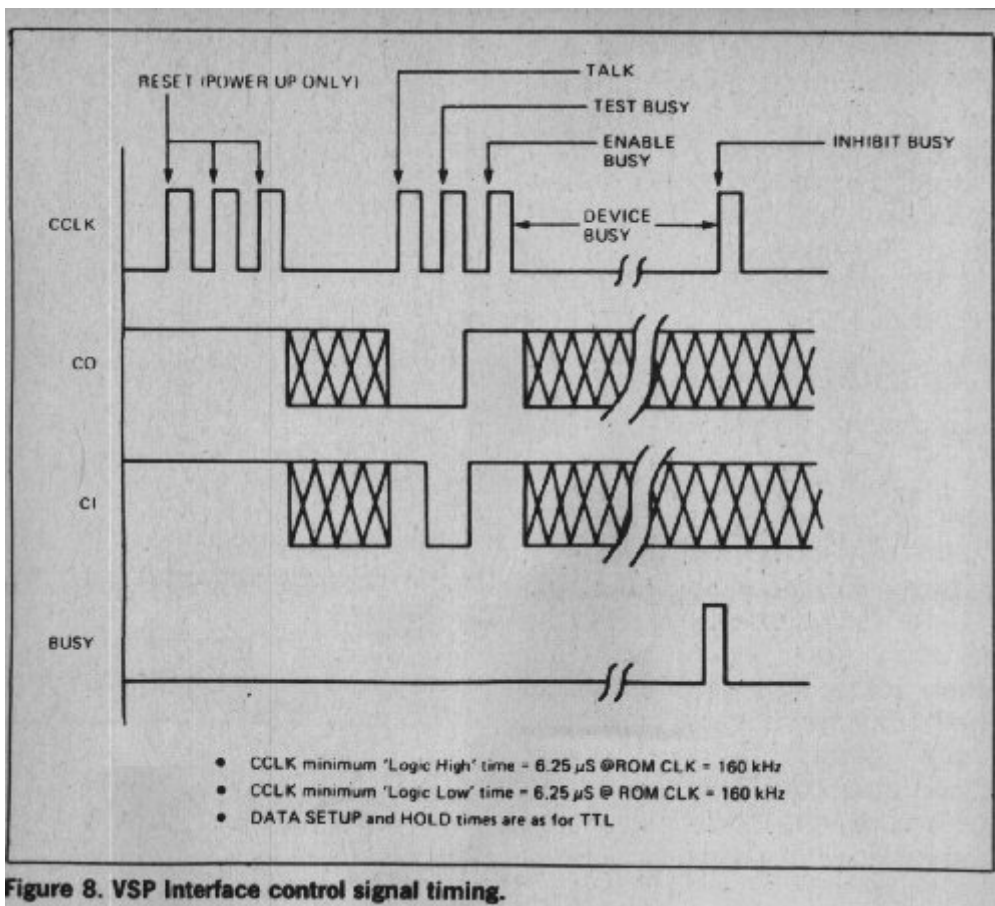 RESET (POWER UP ONLY)
TALK
TEST BUSY
ENABLE
BUSY
INHIBIT BUSY
CCLK
DEVICE
BUSY
CO
CI
BUSY
• CCLK minimum 'Logic High' time = 6.25 µS @ROM CLK = 160 kHz
• CCLK minimum 'Logic Low' time = 6.25 µS @ ROM CLK = 160 kHz
• DATA SETUP and HOLD times are as for TTL
Figure 8. VSP Interface control signal timing.